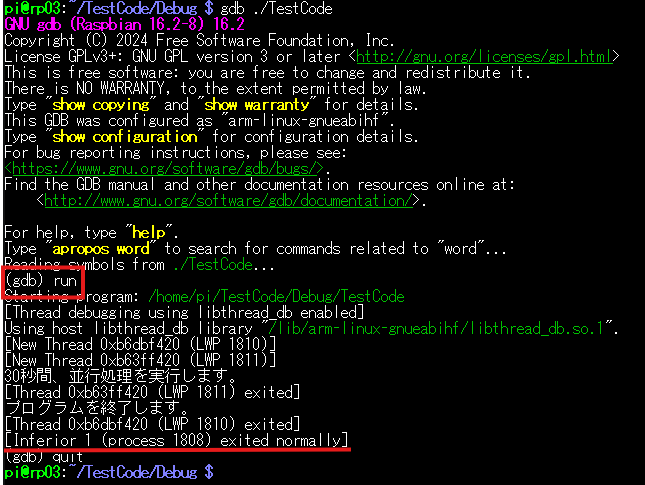 pi@rp03:~/TestCode/Debug $ gdb ./TestCode
GNU gdb (Raspbian 16.2-8) 16.2
Copyright (C) 2024 Free Software Foundation, Inc.
License GPLv3+: GNU GPL version 3 or later <http://gnu.org/licenses/gpl.html>
This is free software: you are free to change and redistribute it.
There is NO WARRANTY, to the extent permitted by law.
Type "show copying" and "show warranty" for details.
This GDB was configured as "arm-linux-gnueabihf".
Type "show configuration" for configuration details.
For bug reporting instructions, please see:
<https://www.gnu.org/software/gdb/bugs/>.
Find the GDB manual and other documentation resources online at:
    <http://www.gnu.org/software/gdb/documentation/>.

For help, type "help".
Type "apropos word" to search for commands related to "word"...
Reading symbols from ./TestCode...
(gdb) run
Starting program: /home/pi/TestCode/Debug/TestCode
[Thread debugging using libthread_db enabled]
Using host libthread_db library "/lib/arm-linux-gnueabihf/libthread_db.so.1".
[New Thread 0xb6dbf420 (LWP 1810)]
[New Thread 0xb63ff420 (LWP 1811)]
30秒間、並行処理を実行します。
[Thread 0xb63ff420 (LWP 1811) exited]
プログラムを終了します。
[Thread 0xb6dbf420 (LWP 1810) exited]
[Inferior 1 (process 1808) exited normally]
(gdb) quit
pi@rp03:~/TestCode/Debug $